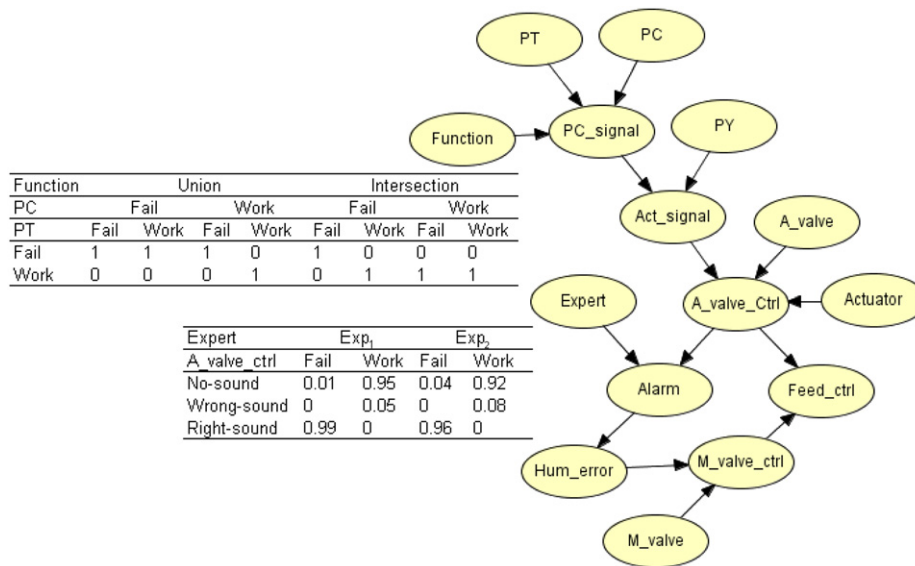 PT
PC
Function
PC_signal
PY
Function Union Intersection
PC Fail Work Fail Work
PT Fail Work Fail Work Fail Work Fail Work
Fail 1 1 1 0 1 0 0 0
Work 0 0 0 1 0 1 1 1
Act_signal
A_valve
Expert
A_valve_Ctrl
Actuator
Expert Exp1 Exp2
A_valve_ctrl Fail Work Fail Work
No-sound 0.01 0.95 0.04 0.92
Wrong-sound 0 0.05 0 0.08
Right-sound 0.99 0 0.96 0
Alarm
Feed_ctrl
Hum_error
M_valve_ctrl
M_valve